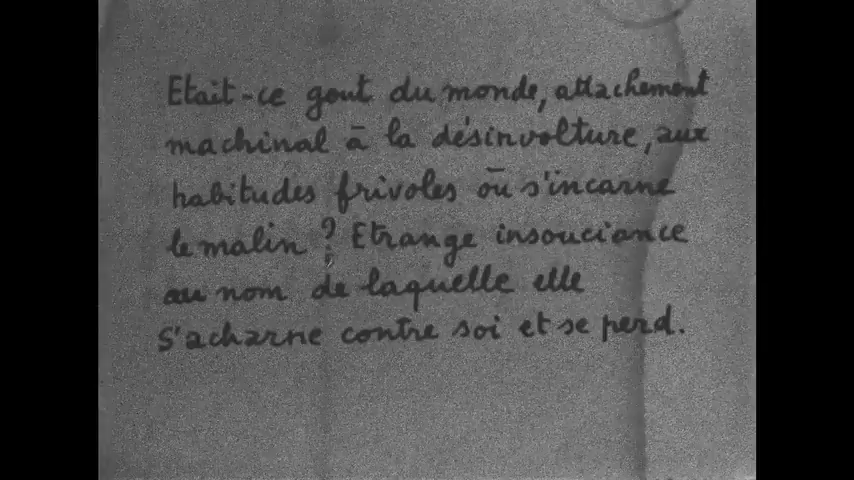 Etait-ce gout du monde, attachement
machinal à la désinvolture, aux
habitudes frivoles où s'incarne
le malin ? Etrange insouciance
au nom de laquelle elle
s'acharne contre soi et se perd.